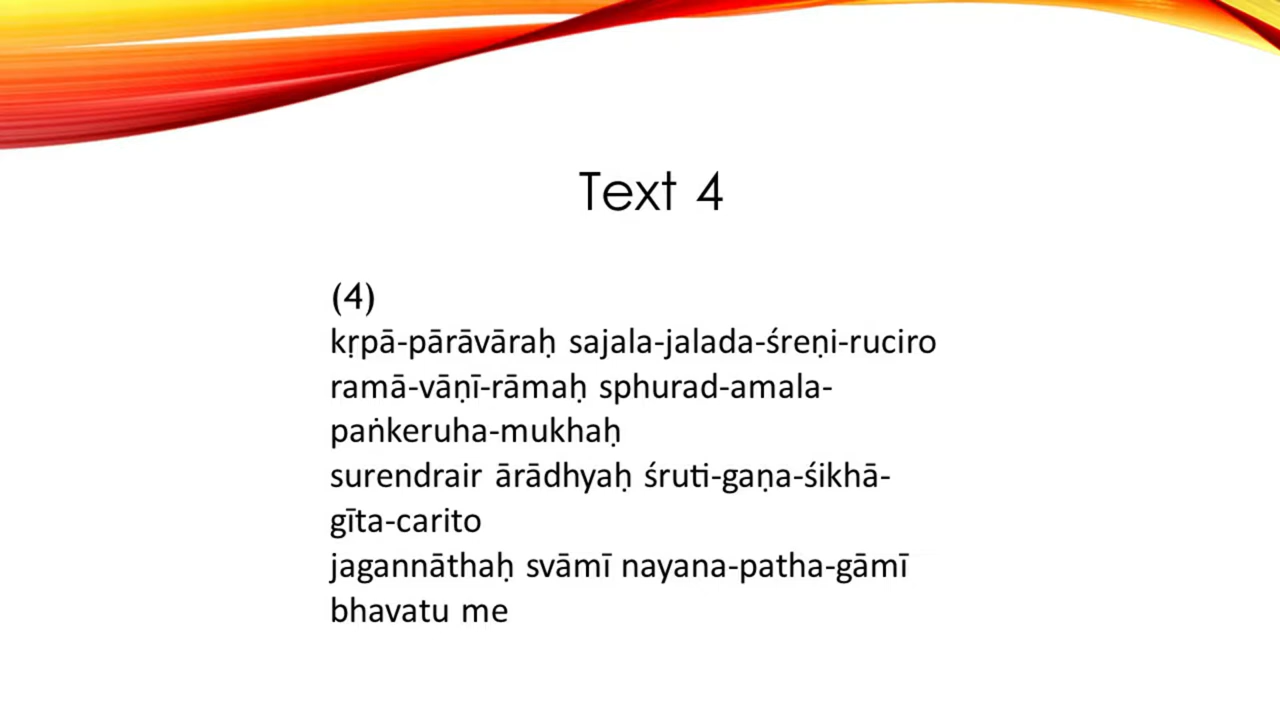 Text 4
(4)
kṛpā-pārāvāraḥ sajala-jalada-śreṇi-ruciro
ramā-vāṇī-rāmaḥ sphurad-amala-
paṅkeruha-mukhaḥ
surendrair ārādhyaḥ śruti-gaṇa-śikhā-
gīta-carito
jagannāthaḥ svāmī nayana-patha-gāmī
bhavatu me